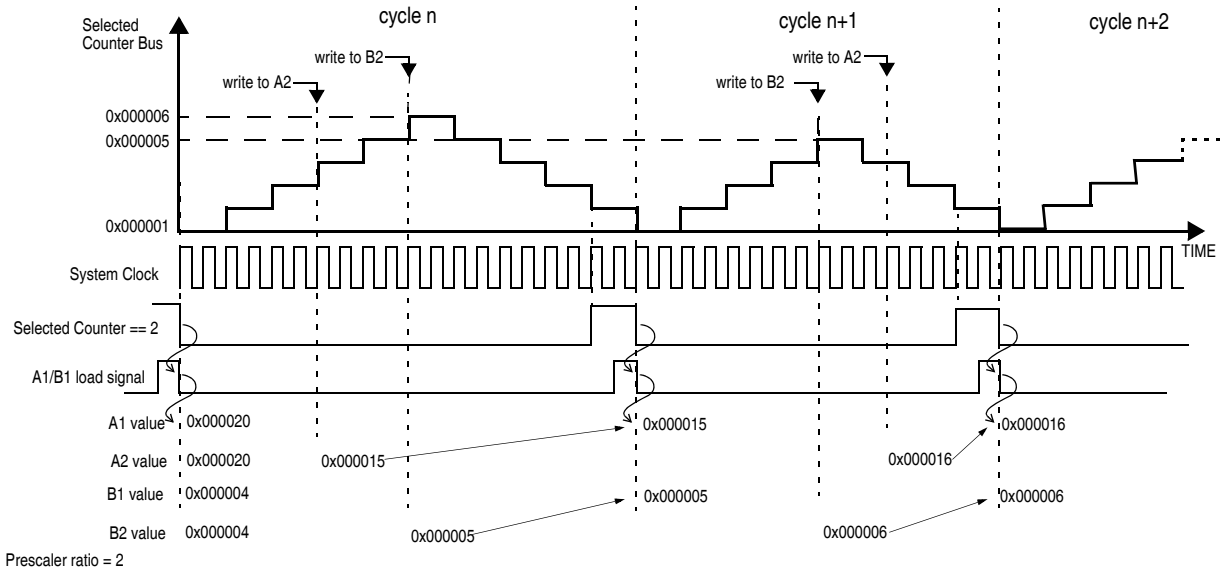 Selected
Counter Bus
cycle n
cycle n+1
cycle n+2
write to A2
write to B2
write to B2
write to A2
0x000006
0x000005
0x000001
TIME
System Clock
Selected Counter == 2
A1/B1 load signal
A1 value 0x000020 0x000015 0x000016
A2 value 0x000020 0x000015 0x000016
B1 value 0x000004 0x000005 0x000006
B2 value 0x000004 0x000005 0x000006
Prescaler ratio = 2